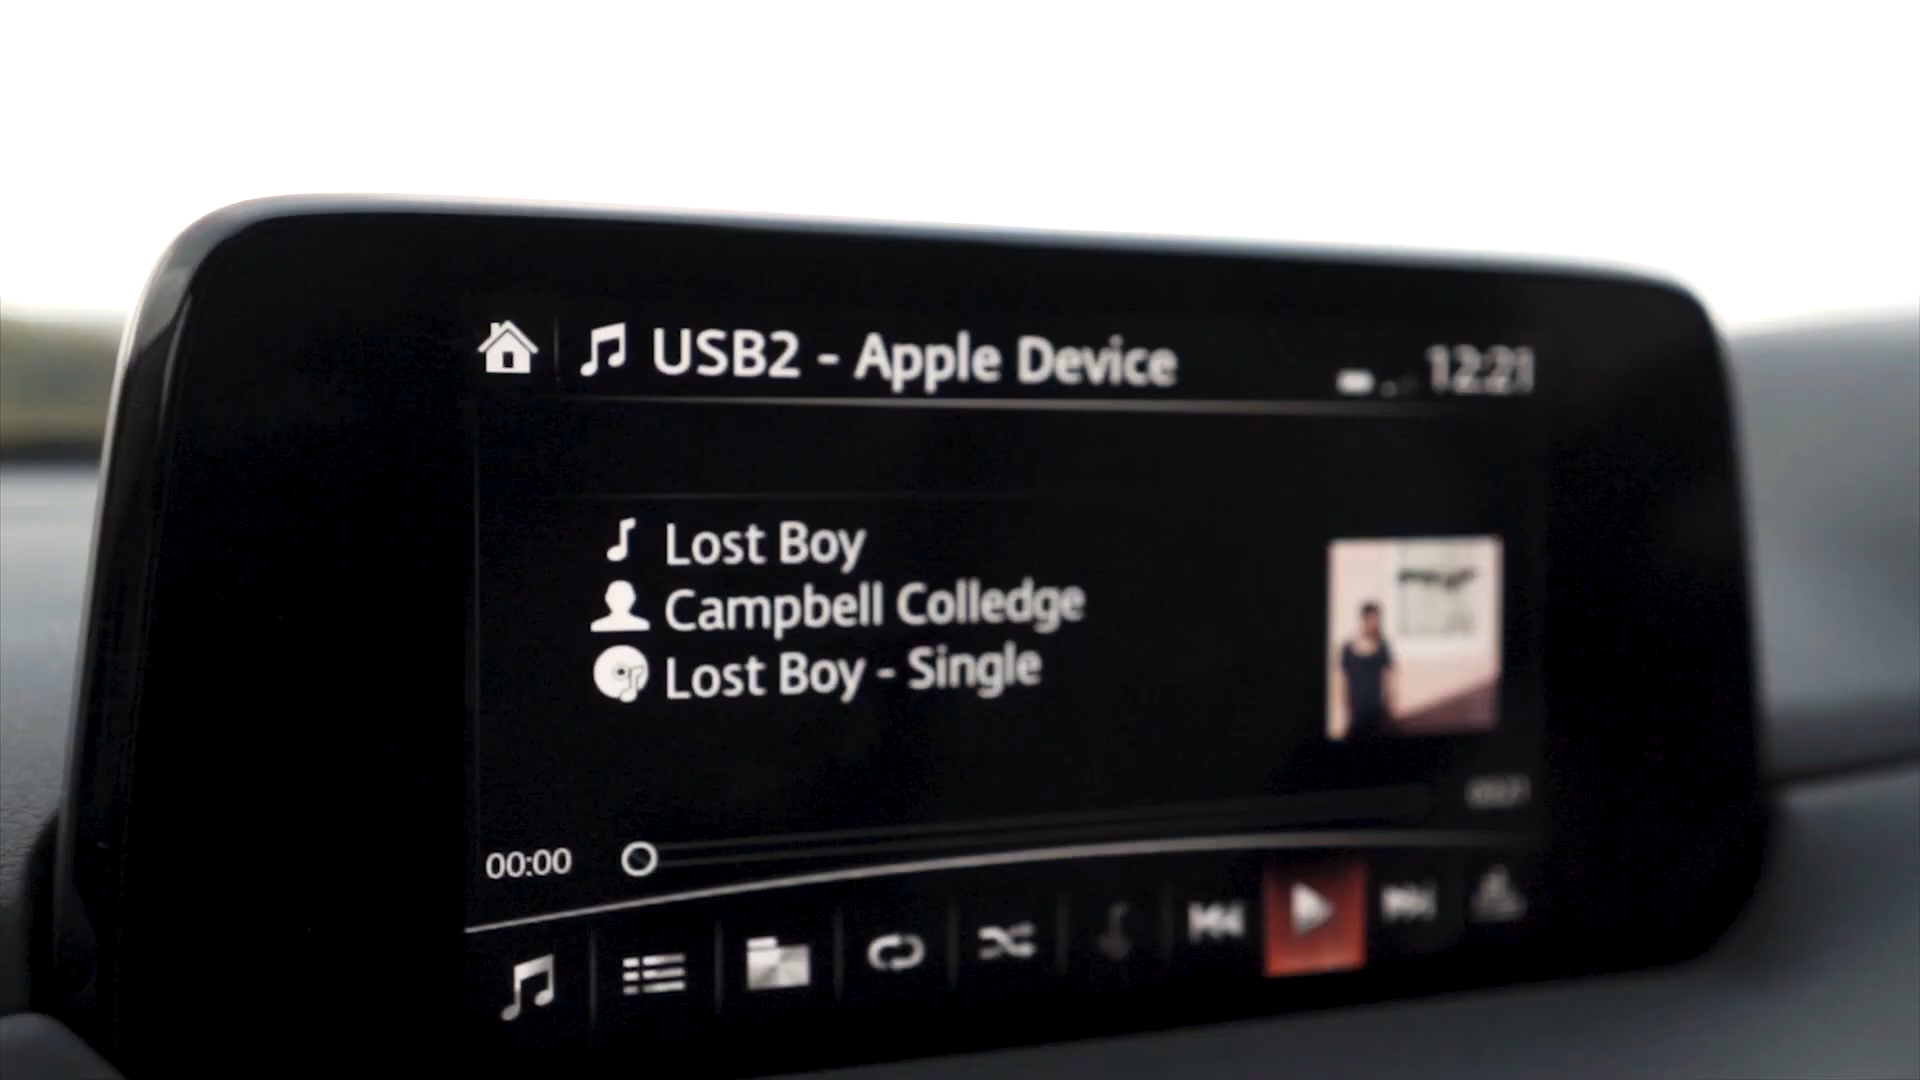 USB2 - Apple Device
12:21
Lost Boy
Campbell Colledge
Lost Boy - Single
00:00